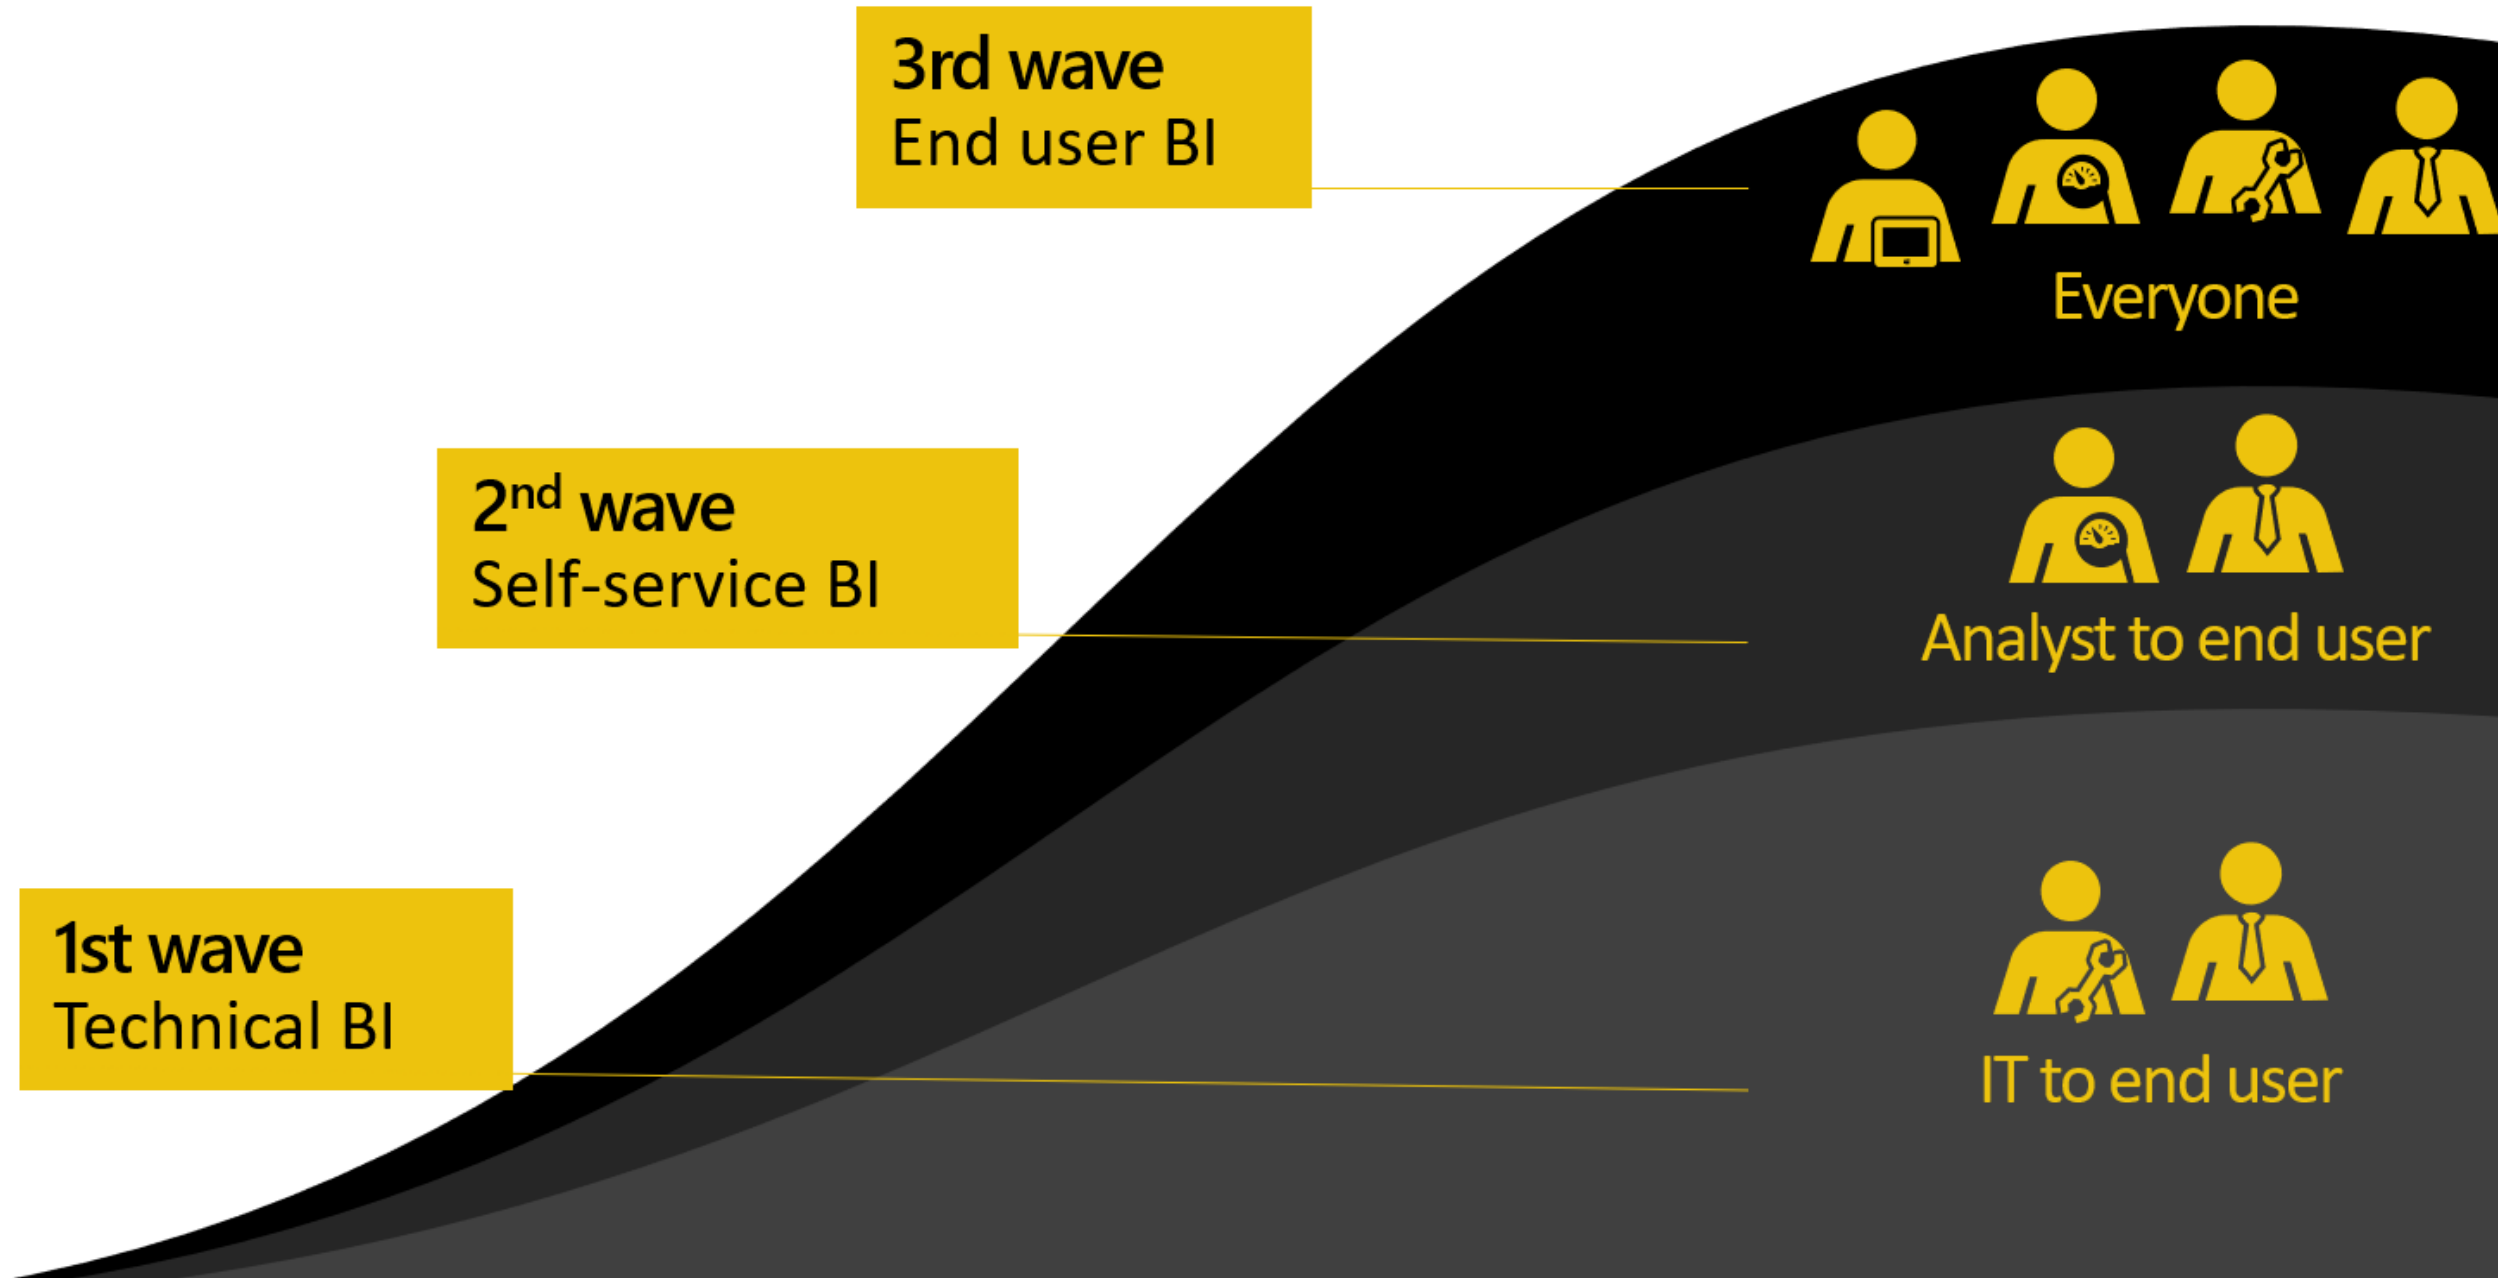 3rd wave
End user BI
Everyone
2nd wave
Self-service BI
Analyst to end user
1st wave
Technical BI
IT to end user